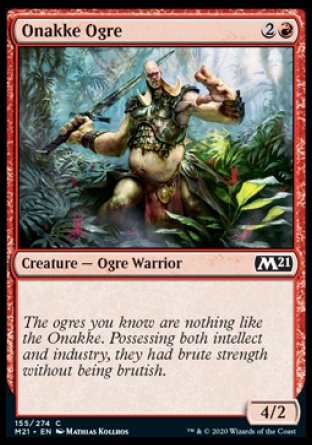 Onakke Ogre 2
Creature — Ogre Warrior M21
The ogres you know are nothing like
the Onakke. Possessing both intellect
and industry, they had brute strength
without being brutish.
4/2
155/274 C
M21 • EN Mathias Kollros ™ & © 2020 Wizards of the Coast